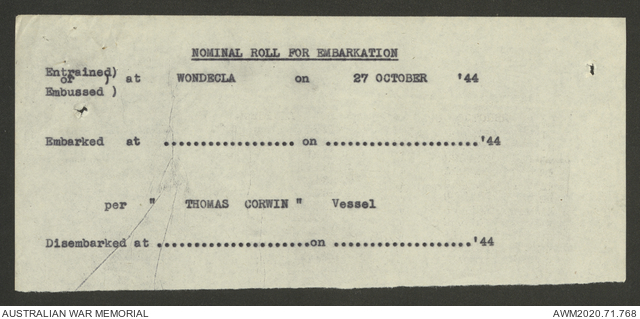 NOMINAL ROLL FOR EMBARKATION
Entrained)
or ) at WONDECLA on 27 OCTOBER '44
Embussed )
Embarked at .................. on ..................... '44
per " THOMAS CORWIN " Vessel
Disembarked at .....................on ................... '44
AUSTRALIAN WAR MEMORIAL AWM2020.71.768